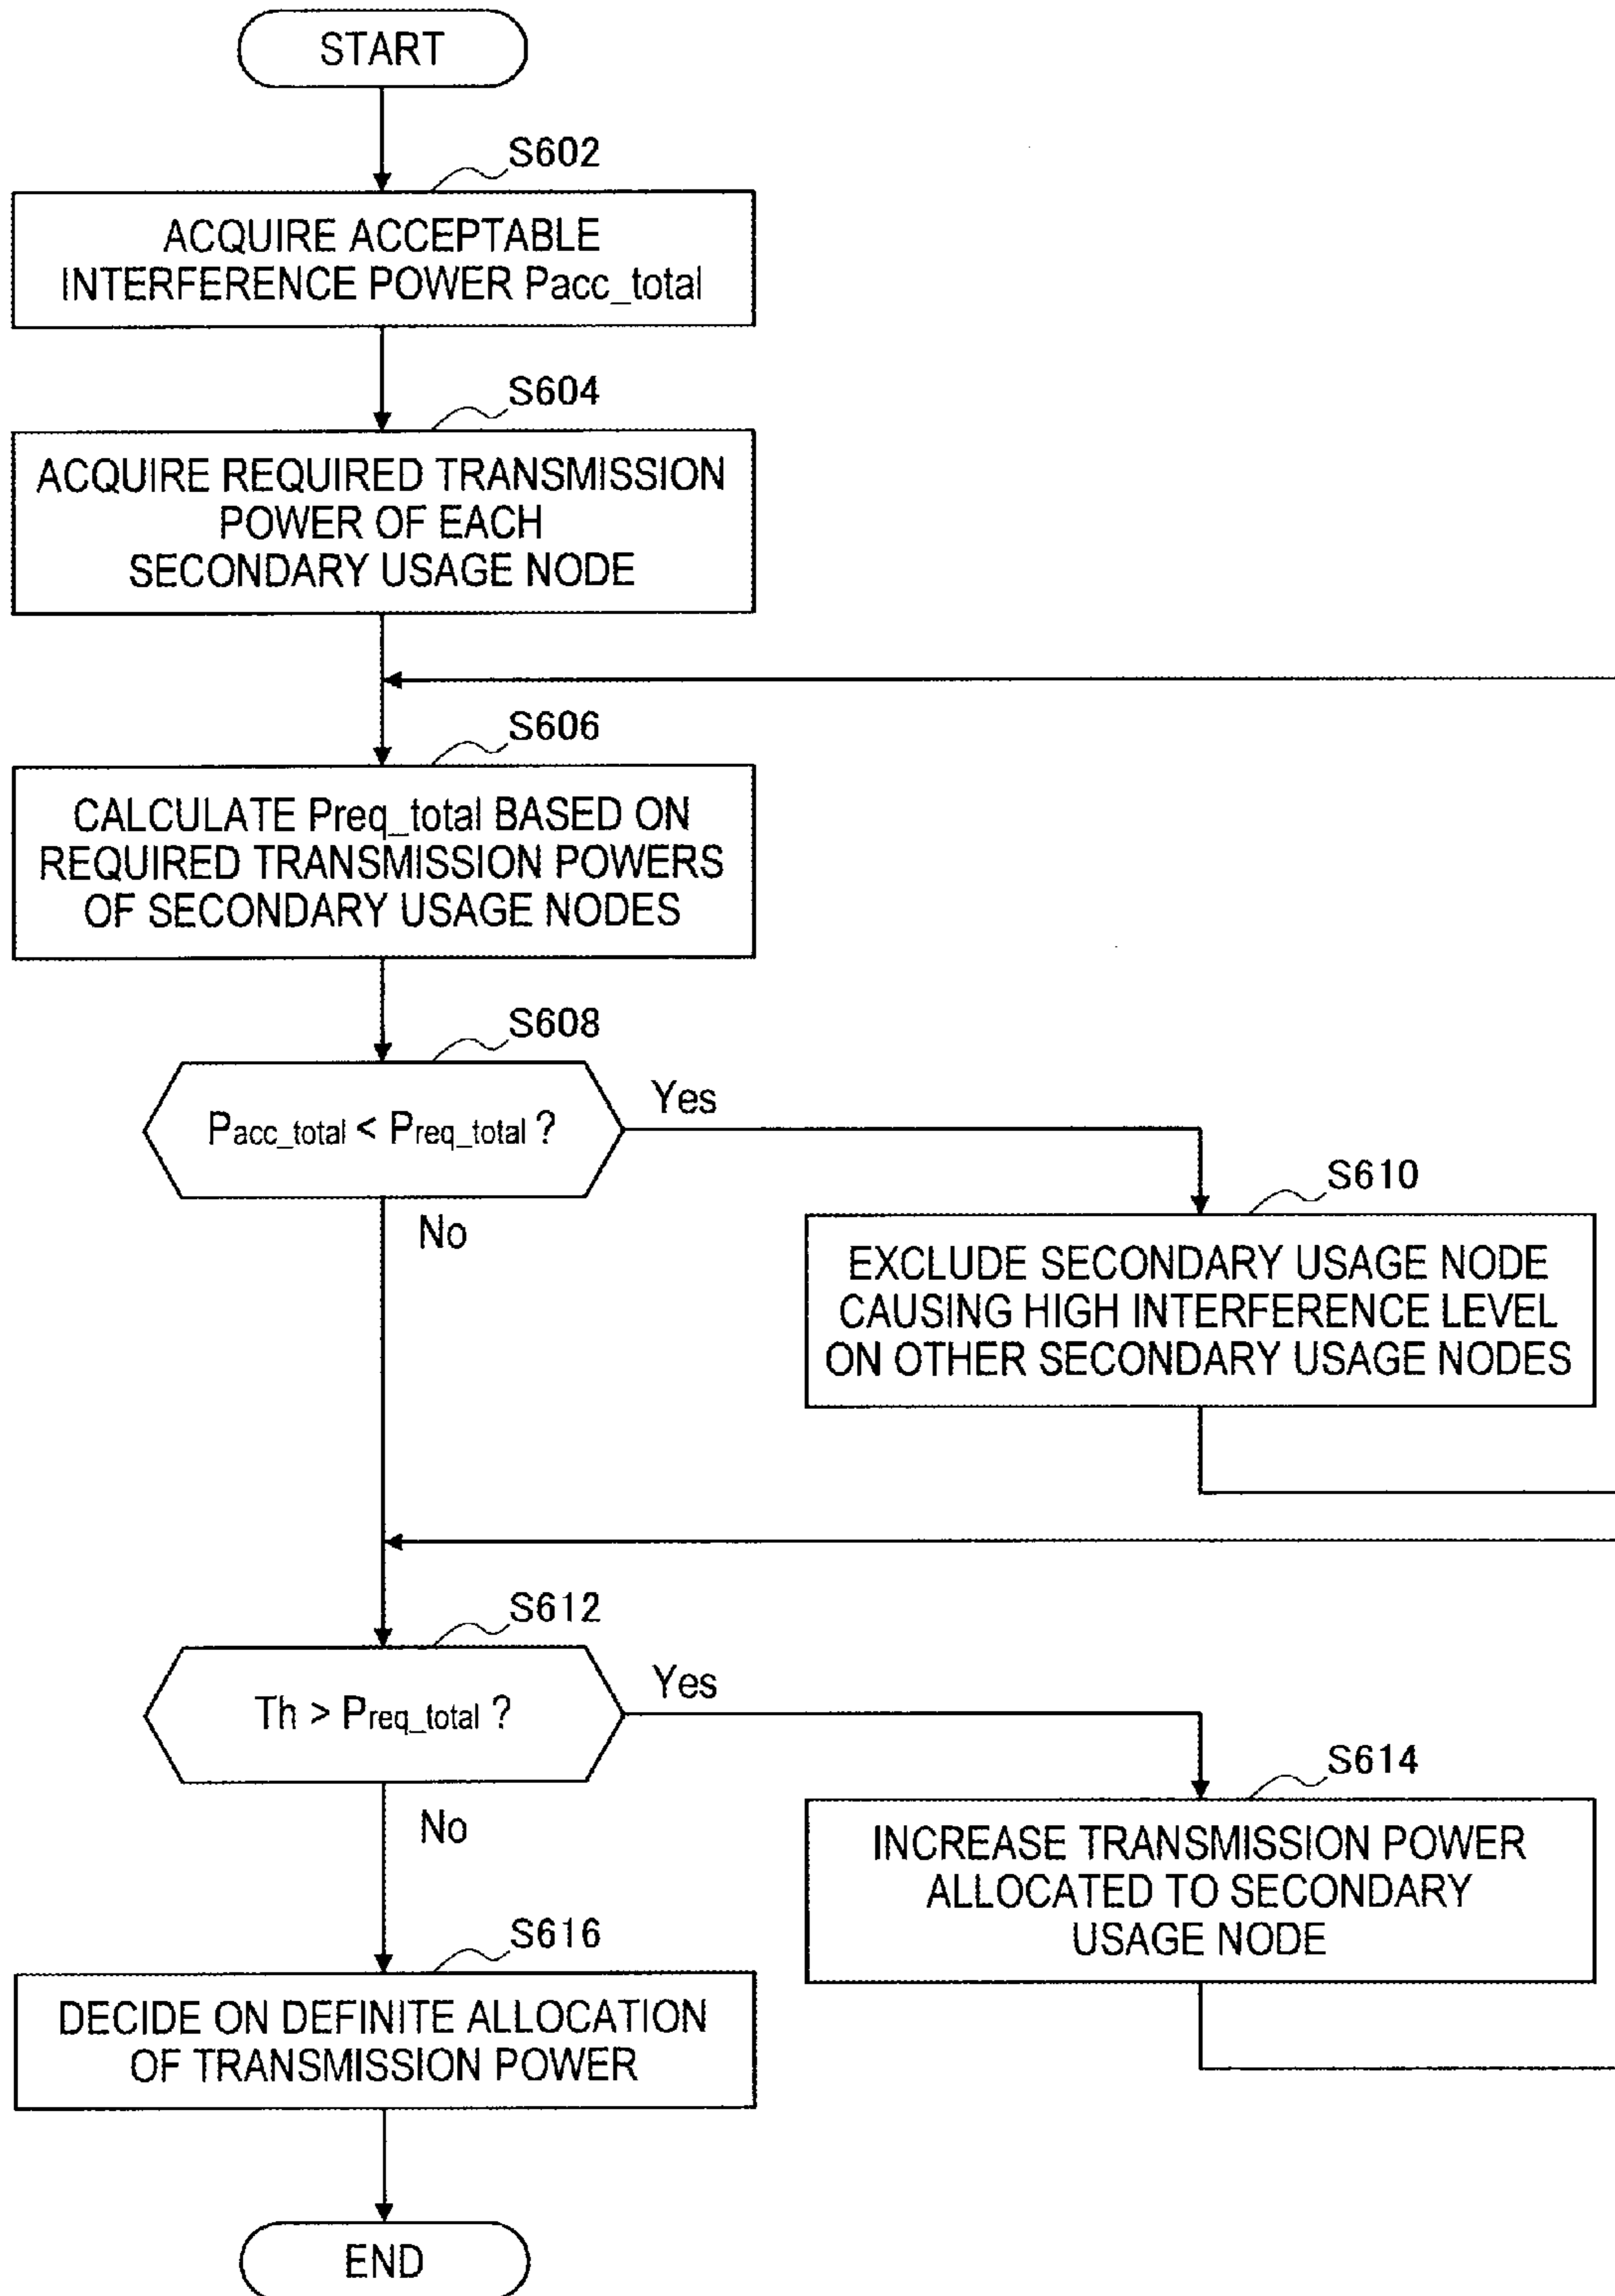 START
S602
ACQUIRE ACCEPTABLE
INTERFERENCE POWER Pacc_total
S604
ACQUIRE REQUIRED TRANSMISSION
POWER OF EACH
SECONDARY USAGE NODE
S606
CALCULATE Preq_total BASED ON
REQUIRED TRANSMISSION POWERS
OF SECONDARY USAGE NODES
S608
Pacc_total < Preq_total ?
Yes
No
S610
EXCLUDE SECONDARY USAGE NODE
CAUSING HIGH INTERFERENCE LEVEL
ON OTHER SECONDARY USAGE NODES
S612
Th > Preq_total ?
Yes
No
S614
INCREASE TRANSMISSION POWER
ALLOCATED TO SECONDARY
USAGE NODE
S616
DECIDE ON DEFINITE ALLOCATION
OF TRANSMISSION POWER
END